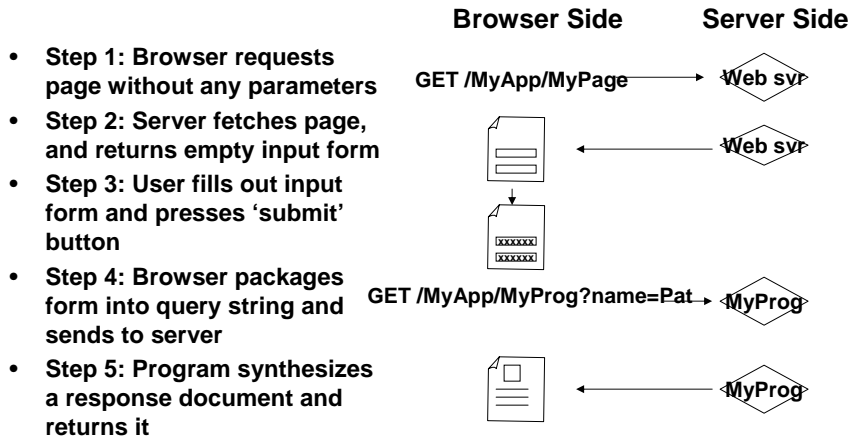 Browser Side Server Side
• Step 1: Browser requests
page without any parameters
GET /MyApp/MyPage
Web svr
• Step 2: Server fetches page,
and returns empty input form
Web svr
• Step 3: User fills out input
form and presses ‘submit’
button
xxxxxx
xxxxxx
• Step 4: Browser packages
form into query string and
sends to server
GET /MyApp/MyProg?name=Pat
MyProg
• Step 5: Program synthesizes
a response document and
returns it
MyProg